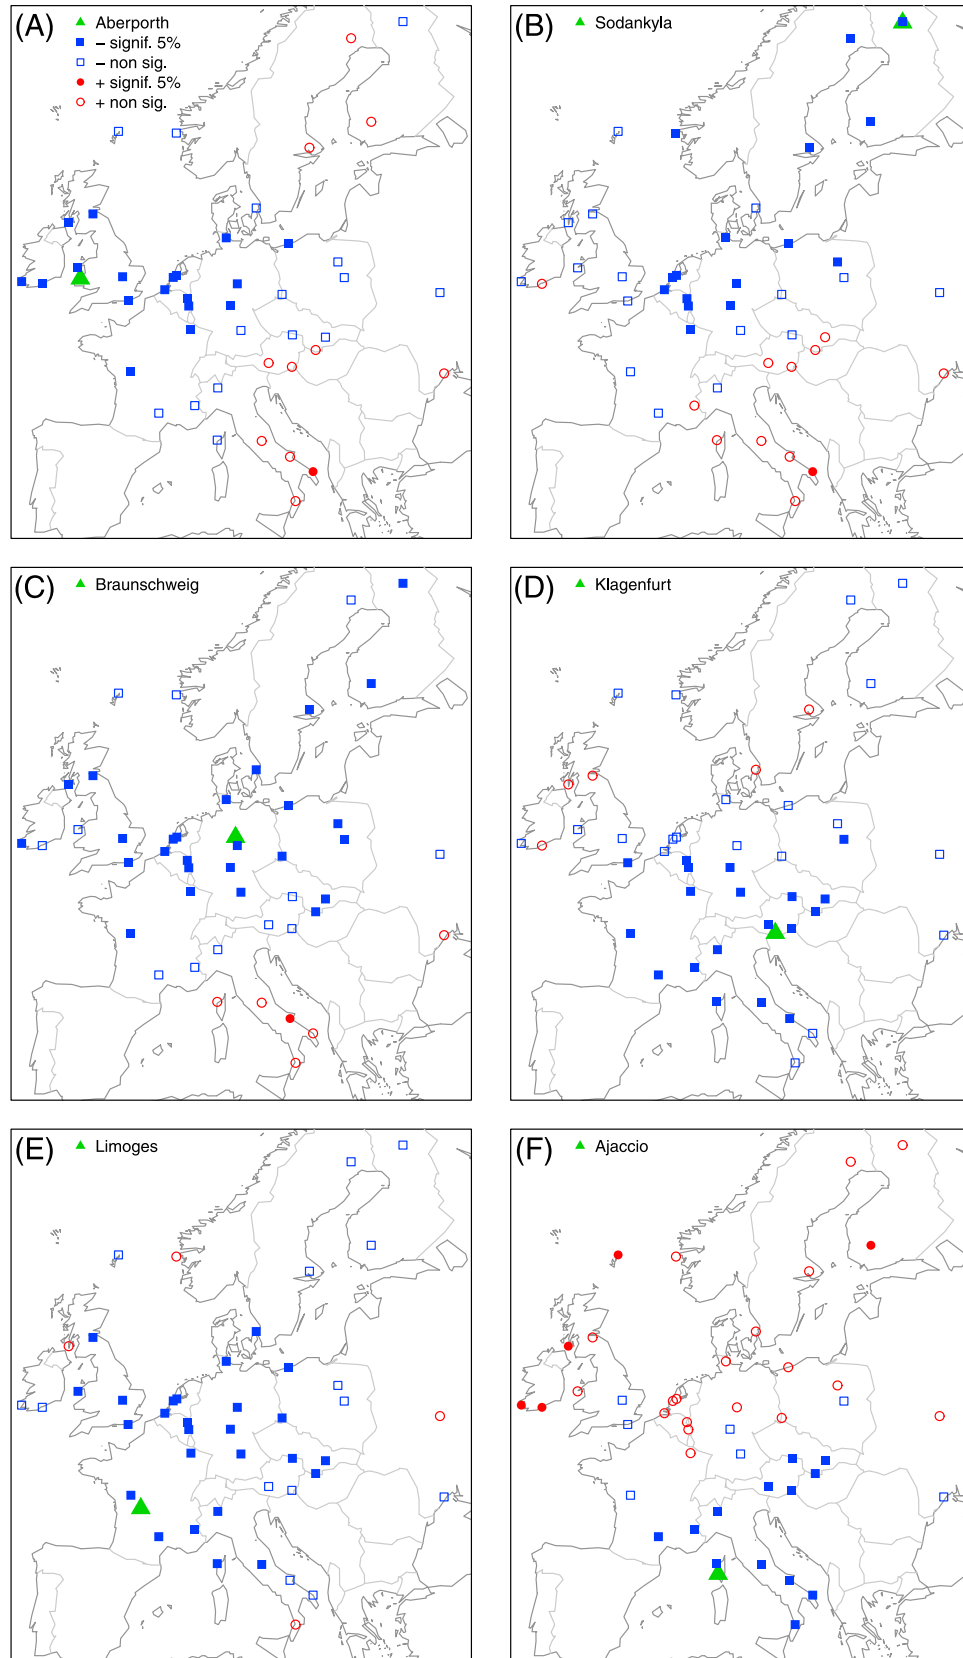 (A) Aberporth
– signif. 5%
– non sig.
+ signif. 5%
+ non sig.
(B) Sodankyla
(C) Braunschweig
(D) Klagenfurt
(E) Limoges
(F) Ajaccio